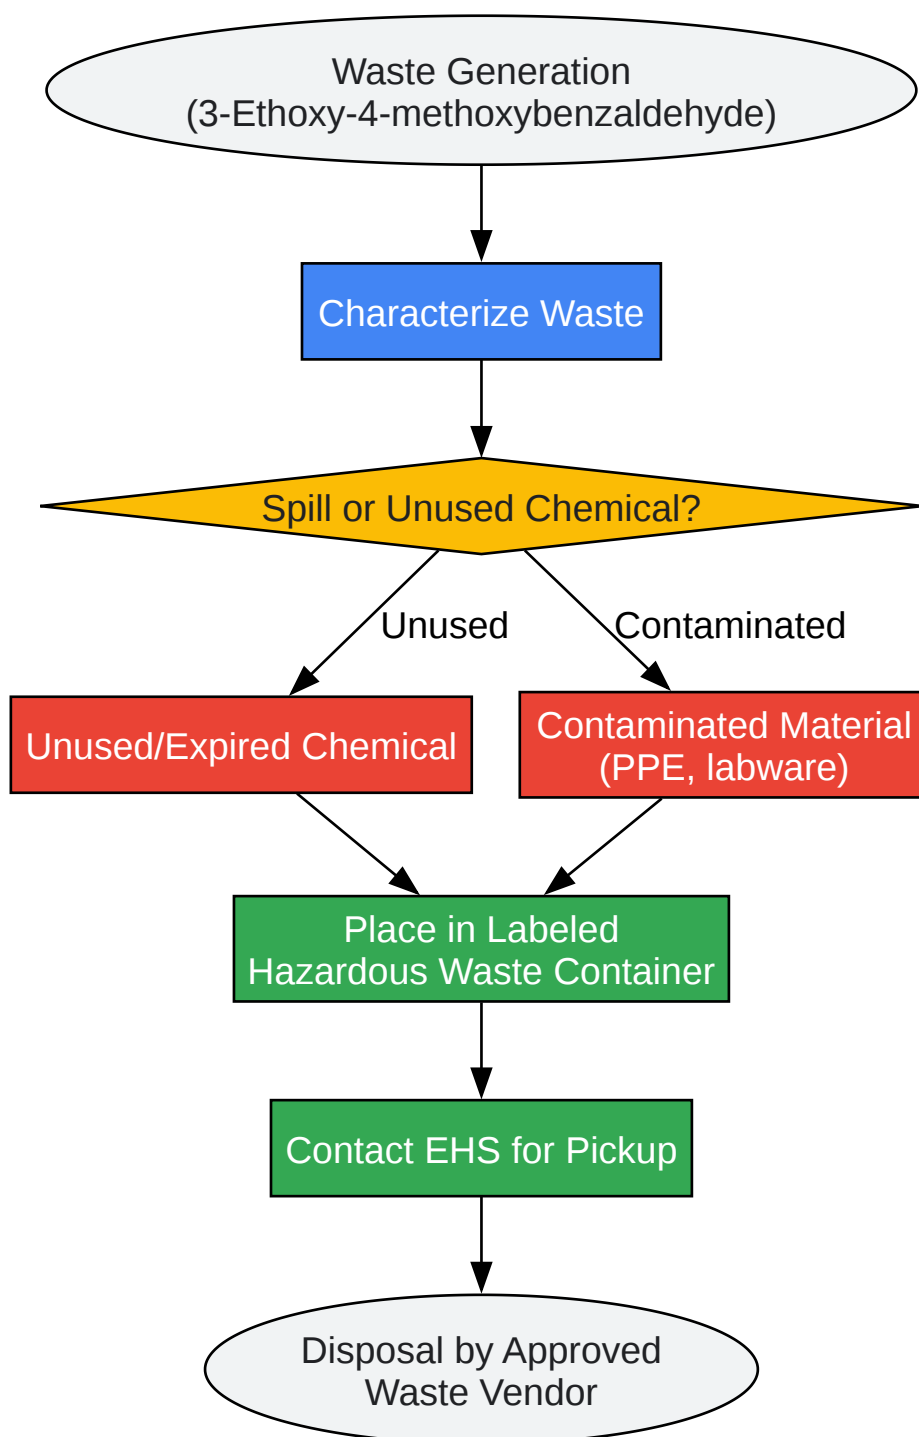 Waste Generation
(3-Ethoxy-4-methoxybenzaldehyde)
Characterize Waste
Spill or Unused Chemical?
Unused
Contaminated
Unused/Expired Chemical
Contaminated Material
(PPE, labware)
Place in Labeled
Hazardous Waste Container
Contact EHS for Pickup
Disposal by Approved
Waste Vendor